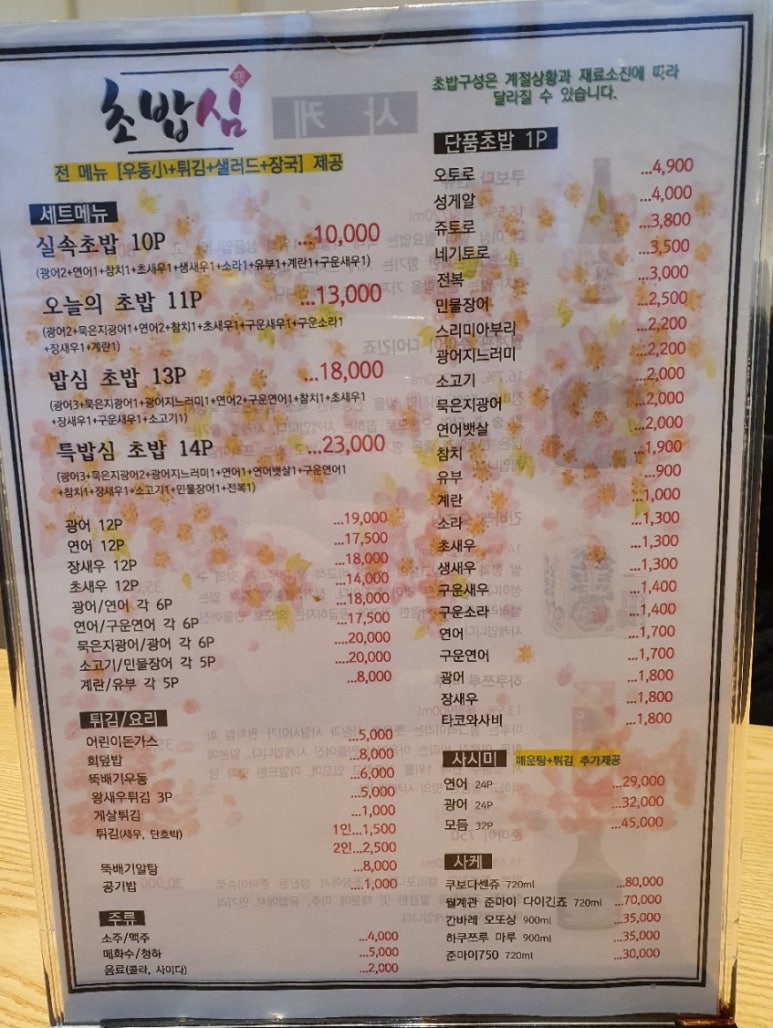 초밥심
전 메뉴 [우동小+튀김+샐러드+장국] 제공
세트메뉴
실속초밥 10P ...10,000
(광어2+연어1+참치1+초새우1+생새우1+소라1+유부1+계란1+구운새우1)
오늘의 초밥 11P ...13,000
(광어2+묵은지광어1+연어2+참치1+초새우1+구운새우1+구운소라1
+장새우1+계란1)
밥심 초밥 13P ...18,000
(광어3+묵은지광어1+광어지느러미1+연어2+구운연어1+참치1+초새우1
+장새우1+구운새우1+소고기1)
특밥심 초밥 14P ...23,000
(광어3+묵은지광어2+광어지느러미1+연어1+연어뱃살1+구운연어1
+참치1+장새우1+소고기1+민물장어1+전복1)
광어 12P ...19,000
연어 12P ...17,500
장새우 12P ...18,000
초새우 12P ...14,000
광어/연어 각 6P ...18,000
연어/구운연어 각 6P ...17,500
묵은지광어/광어 각 6P ...20,000
소고기/민물장어 각 5P ...20,000
계란/유부 각 5P ...8,000
튀김/요리
어린이돈가스 ...5,000
회덮밥 ...8,000
뚝배기우동 ...6,000
왕새우튀김 3P ...5,000
게살튀김 ...1,000
튀김(새우, 단호박) 1인...1,500
2인...2,500
뚝배기알탕 ...8,000
공기밥 ...1,000
주류
소주/맥주 ...4,000
매화수/청하 ...5,000
음료(콜라, 사이다) ...2,000
초밥구성은 계절상황과 재료소진에 따라
달라질 수 있습니다.
단품초밥 1P
오토로 ...4,900
성게알 ...4,000
쥬토로 ...3,800
네기토로 ...3,500
전복 ...3,000
민물장어 ...2,500
스리미아부리 ...2,200
광어지느러미 ...2,200
소고기 ...2,000
묵은지광어 ...2,000
연어뱃살 ...2,000
참치 ...1,900
유부 ...900
계란 ...1,000
소라 ...1,300
초새우 ...1,300
생새우 ...1,300
구운새우 ...1,400
구운소라 ...1,400
연어 ...1,700
구운연어 ...1,700
광어 ...1,800
장새우 ...1,800
타코와사비 ...1,800
사시미 매운탕+튀김 추가제공
연어 24P ...29,000
광어 24P ...32,000
모듬 32P ...45,000
사케
쿠보다센쥬 720ml ...80,000
월계관 준마이 다이긴죠 720ml ...70,000
간바레 오또상 900ml ...35,000
하쿠쯔루 마루 900ml ...35,000
준마이750 720ml ...30,000